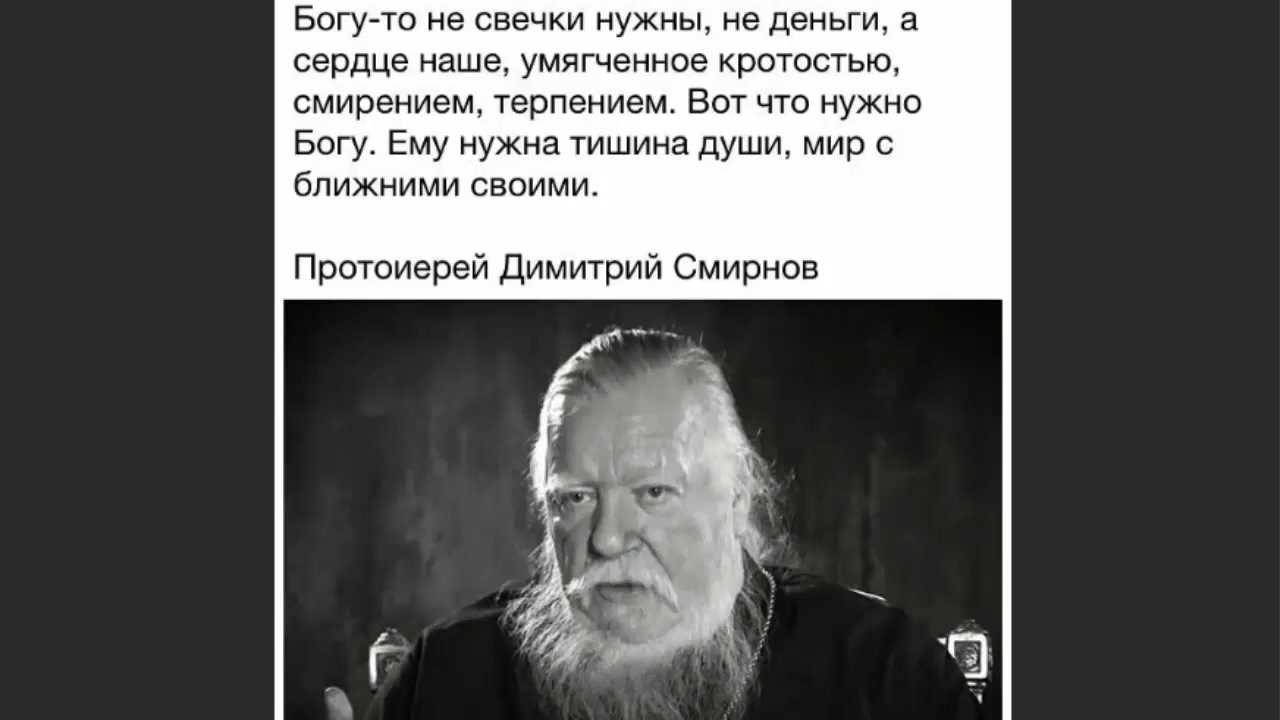 Богу-то не свечки нужны, не деньги, а
сердце наше, умягченное кротостью,
смирением, терпением. Вот что нужно
Богу. Ему нужна тишина души, мир с
ближними своими.
Протоиерей Димитрий Смирнов